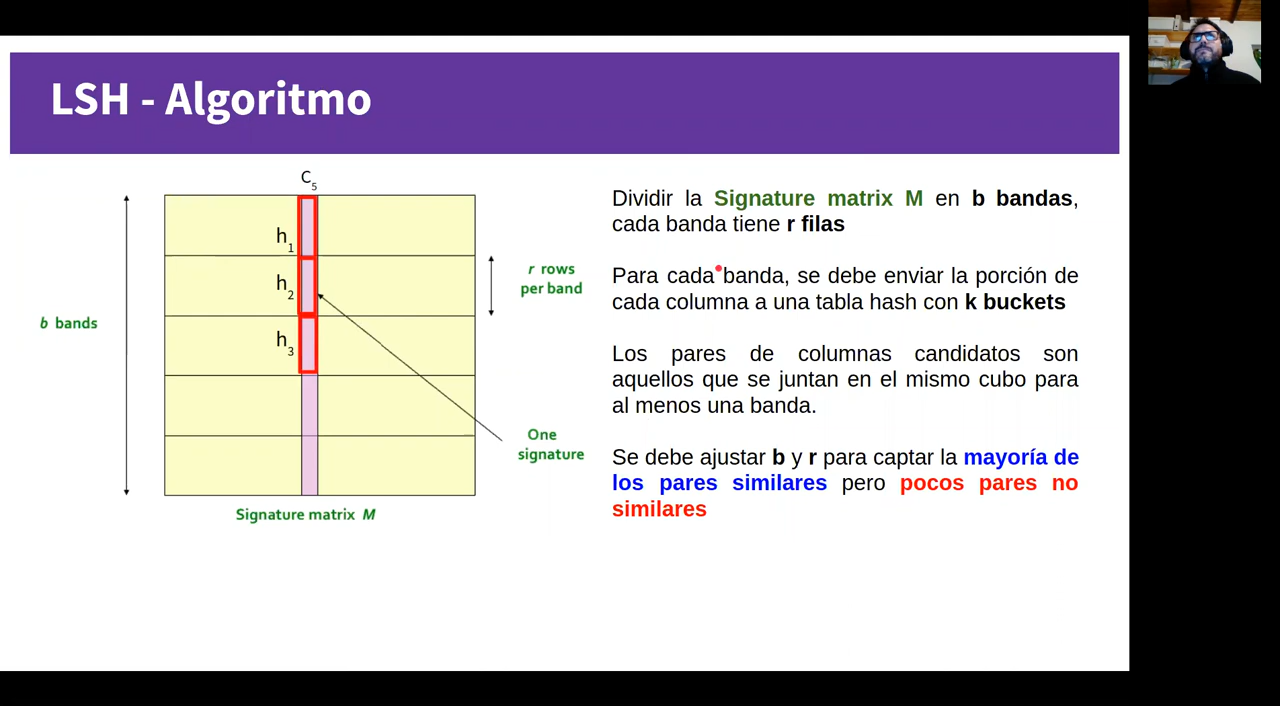 LSH - Algoritmo
C5
h1
h2
h3
b bands
r rows
per band
One
signature
Signature matrix M
Dividir la Signature matrix M en b bandas,
cada banda tiene r filas
Para cada banda, se debe enviar la porción de
cada columna a una tabla hash con k buckets
Los pares de columnas candidatos son
aquellos que se juntan en el mismo cubo para
al menos una banda.
Se debe ajustar b y r para captar la mayoría de
los pares similares pero pocos pares no
similares